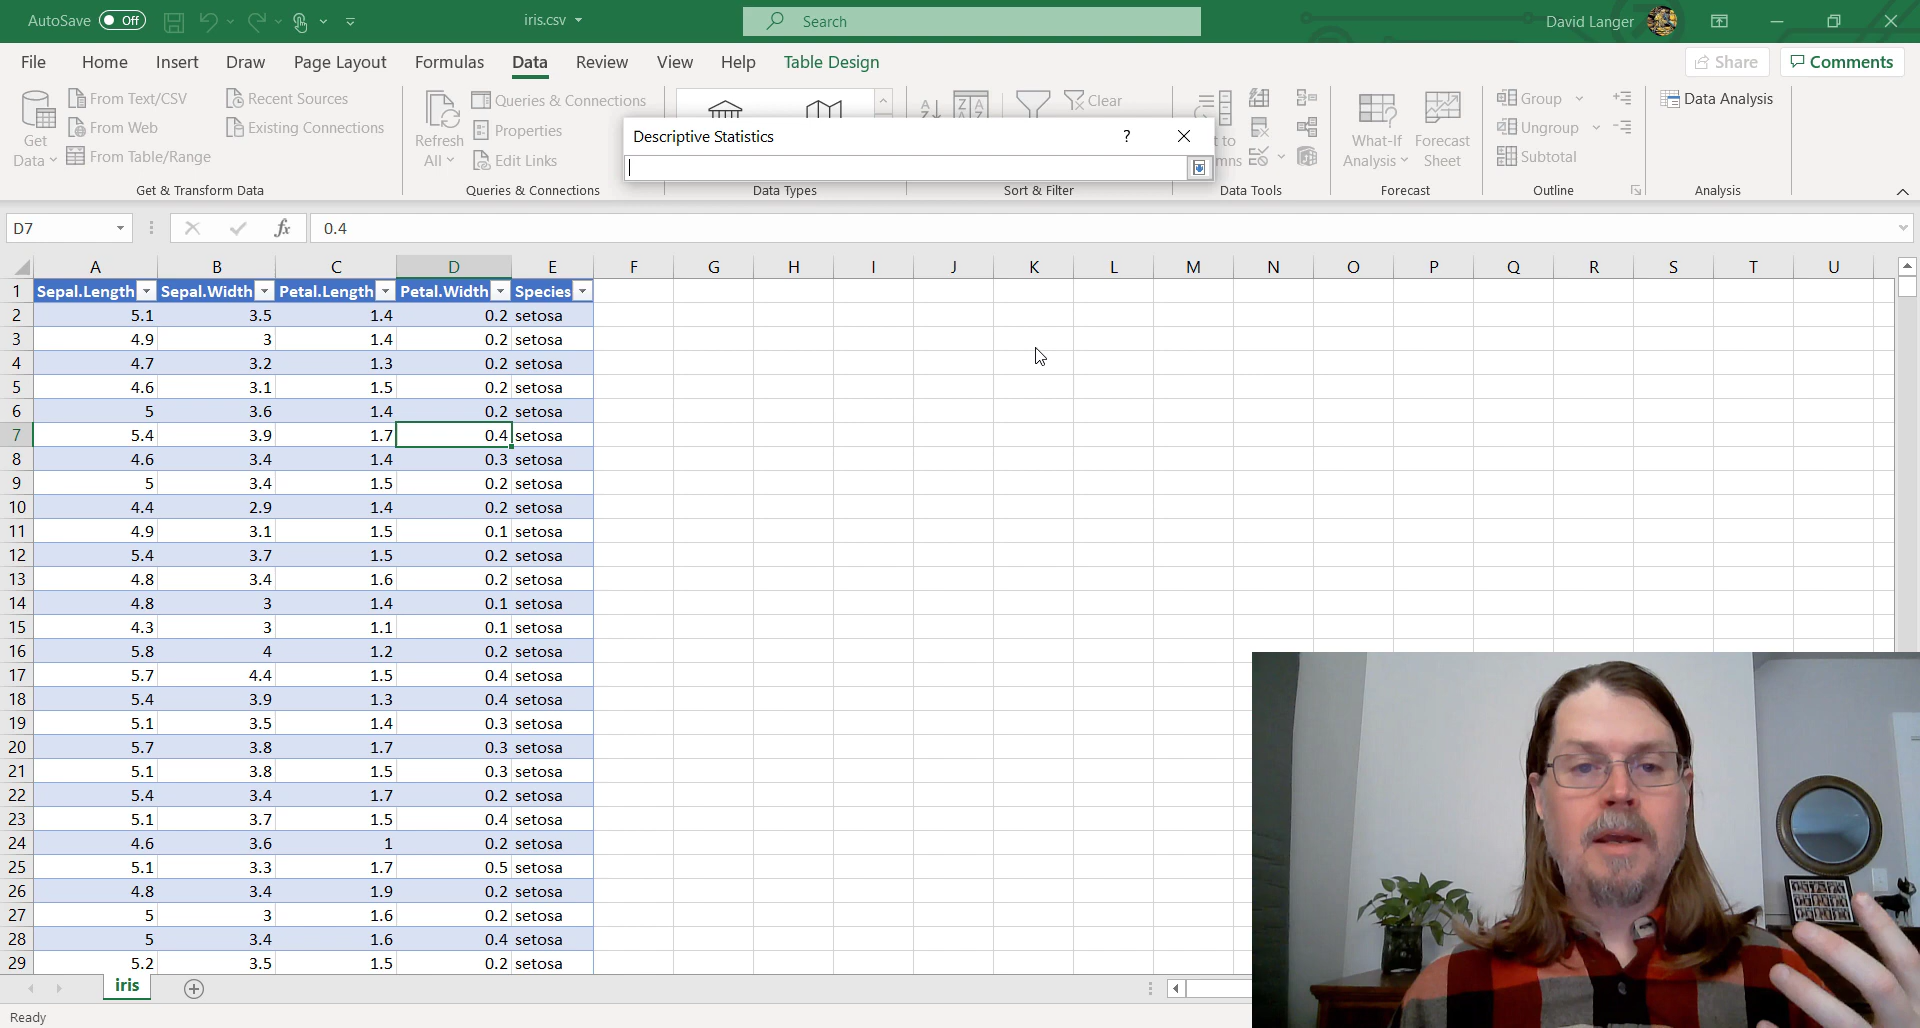 AutoSave Off iris.csv Search David Langer
File Home Insert Draw Page Layout Formulas Data Review View Help Table Design Share Comments
Get Data
From Text/CSV
From Web
From Table/Range
Recent Sources
Existing Connections
Get & Transform Data
Refresh All
Queries & Connections
Properties
Edit Links
Queries & Connections
Data Types
Clear
Sort & Filter
Data Tools
What-If Analysis
Forecast Sheet
Forecast
Group
Ungroup
Subtotal
Outline
Data Analysis
Analysis
Descriptive Statistics ?
D7 fx 0.4
A B C D E F G H I J K L M N O P Q R S T U
1 Sepal.Length Sepal.Width Petal.Length Petal.Width Species
2 5.1 3.5 1.4 0.2 setosa
3 4.9 3 1.4 0.2 setosa
4 4.7 3.2 1.3 0.2 setosa
5 4.6 3.1 1.5 0.2 setosa
6 5 3.6 1.4 0.2 setosa
7 5.4 3.9 1.7 0.4 setosa
8 4.6 3.4 1.4 0.3 setosa
9 5 3.4 1.5 0.2 setosa
10 4.4 2.9 1.4 0.2 setosa
11 4.9 3.1 1.5 0.1 setosa
12 5.4 3.7 1.5 0.2 setosa
13 4.8 3.4 1.6 0.2 setosa
14 4.8 3 1.4 0.1 setosa
15 4.3 3 1.1 0.1 setosa
16 5.8 4 1.2 0.2 setosa
17 5.7 4.4 1.5 0.4 setosa
18 5.4 3.9 1.3 0.4 setosa
19 5.1 3.5 1.4 0.3 setosa
20 5.7 3.8 1.7 0.3 setosa
21 5.1 3.8 1.5 0.3 setosa
22 5.4 3.4 1.7 0.2 setosa
23 5.1 3.7 1.5 0.4 setosa
24 4.6 3.6 1 0.2 setosa
25 5.1 3.3 1.7 0.5 setosa
26 4.8 3.4 1.9 0.2 setosa
27 5 3 1.6 0.2 setosa
28 5 3.4 1.6 0.4 setosa
29 5.2 3.5 1.5 0.2 setosa
iris
Ready